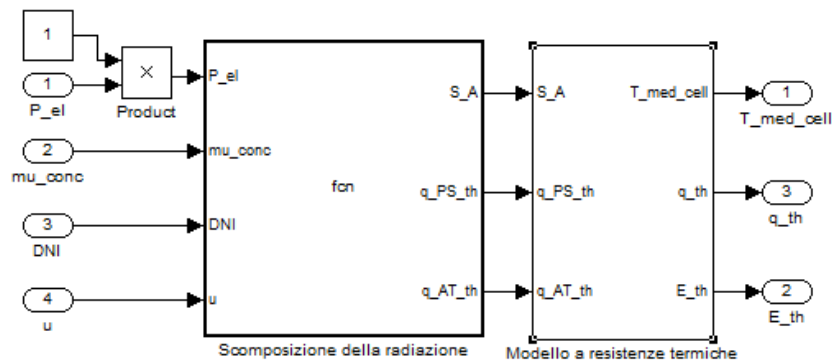 1
1
P_el
×
Product
2
mu_conc
3
DNI
4
u
P_el
mu_conc
DNI
u
fcn
S_A
q_PS_th
q_AT_th
Scomposizione della radiazione
S_A
q_PS_th
q_AT_th
T_med_cell
q_th
E_th
Modello a resistenze termiche
1
T_med_cell
3
q_th
2
E_th